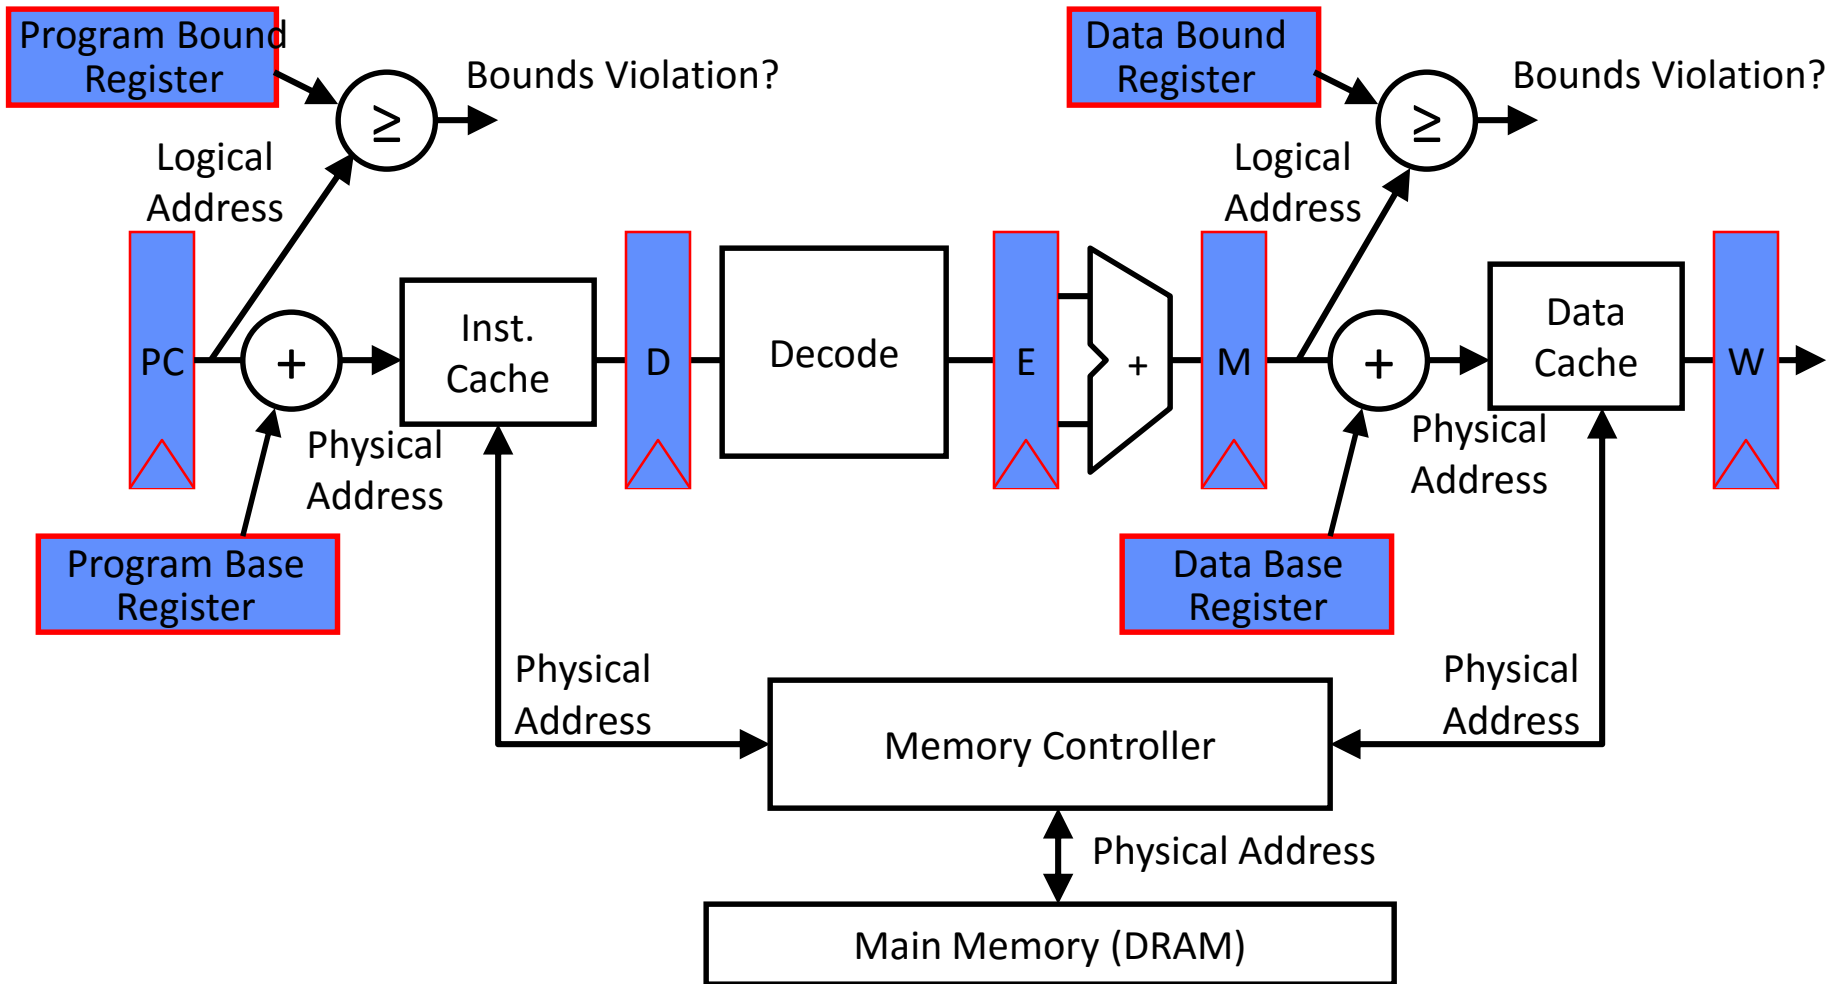 Program Bound
Register
Bounds Violation?
≥
Logical
Address
Data Bound
Register
Bounds Violation?
≥
Logical
Address
PC
+
Inst.
Cache
D
Decode
E
+
M
+
Data
Cache
W
Physical
Address
Physical
Address
Program Base
Register
Data Base
Register
Physical
Address
Memory Controller
Physical
Address
Physical Address
Main Memory (DRAM)